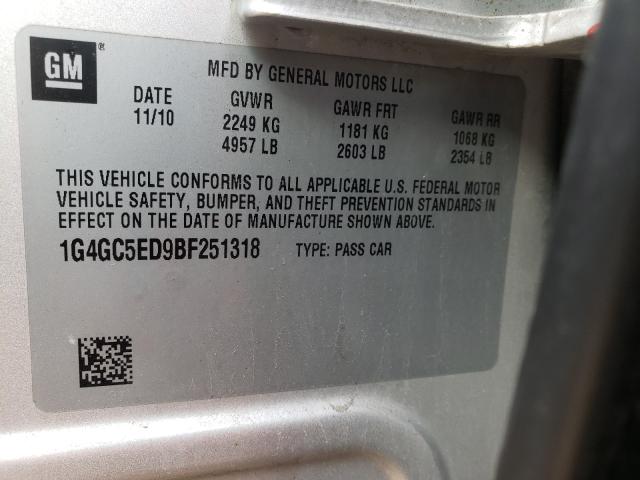 GM ®
MFD BY GENERAL MOTORS LLC
DATE GVWR GAWR FRT GAWR RR
11/10 2249 KG 1181 KG 1068 KG
4957 LB 2603 LB 2354 LB
THIS VEHICLE CONFORMS TO ALL APPLICABLE U.S. FEDERAL MOTOR
VEHICLE SAFETY, BUMPER, AND THEFT PREVENTION STANDARDS IN
EFFECT ON THE DATE OF MANUFACTURE SHOWN ABOVE.
1G4GC5ED9BF251318 TYPE: PASS CAR